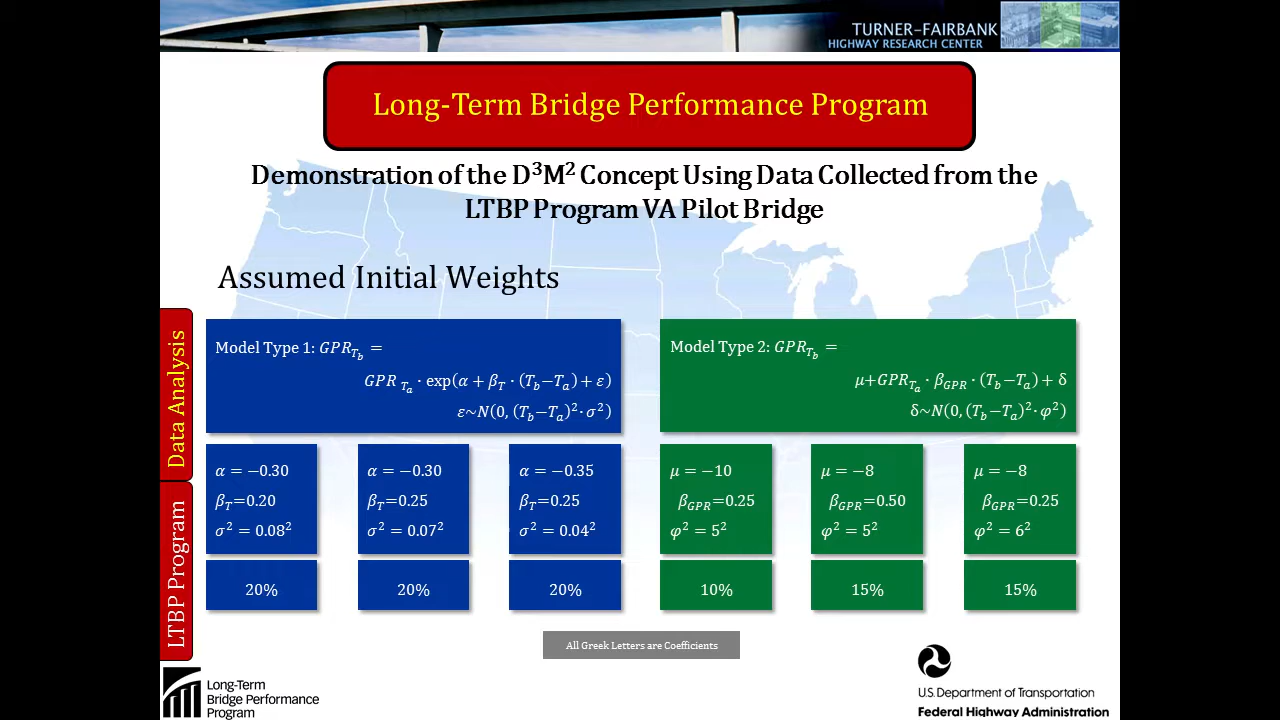 TURNER-FAIRBANK
HIGHWAY RESEARCH CENTER
Long-Term Bridge Performance Program
Demonstration of the D³M² Concept Using Data Collected from the
LTBP Program VA Pilot Bridge
Assumed Initial Weights
Data Analysis
LTBP Program
Model Type 1: GPR_{T_b} =
GPR_{T_a} · exp(α + β_T · (T_b−T_a) + ε)
ε~N(0, (T_b−T_a)²· σ²)
Model Type 2: GPR_{T_b} =
μ+GPR_{T_a} · β_{GPR} · (T_b−T_a) + δ
δ~N(0, (T_b−T_a)²· φ²)
α = −0.30
β_T=0.20
σ² = 0.08²
α = −0.30
β_T=0.25
σ² = 0.07²
α = −0.35
β_T=0.25
σ² = 0.04²
μ = −10
β_{GPR}=0.25
φ² = 5²
μ = −8
β_{GPR}=0.50
φ² = 5²
μ = −8
β_{GPR}=0.25
φ² = 6²
20%
20%
20%
10%
15%
15%
All Greek Letters are Coefficients
Long-Term
Bridge Performance
Program
U.S. Department of Transportation
Federal Highway Administration